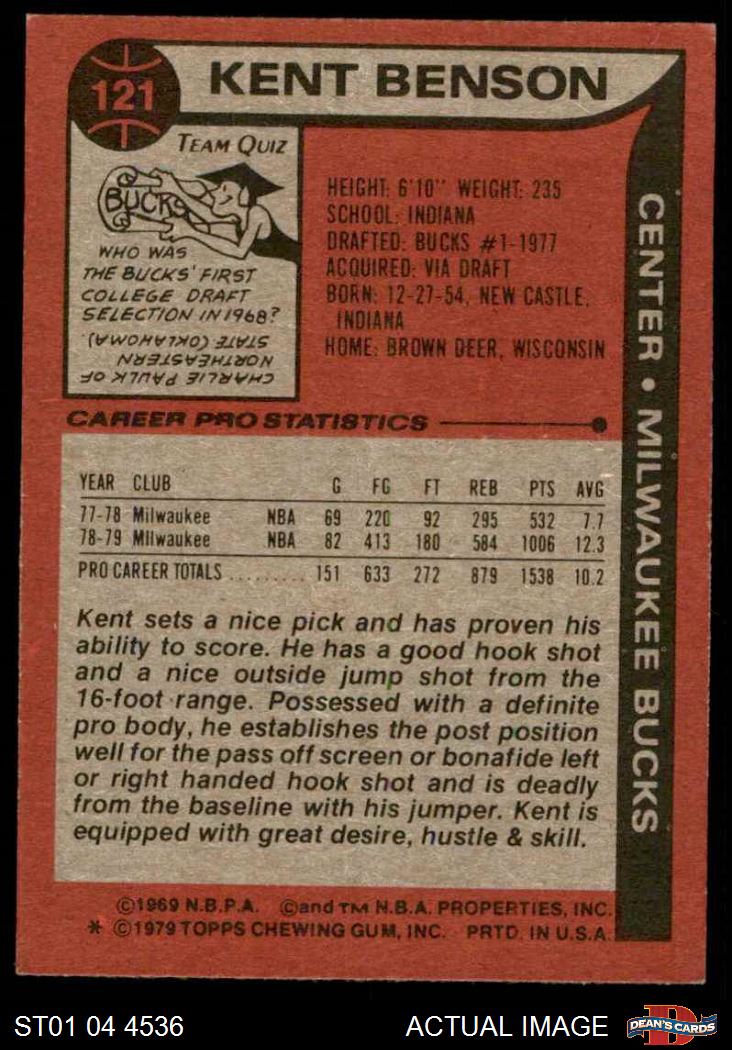 121
KENT BENSON
TEAM QUIZ
BUCKS
WHO WAS
THE BUCKS' FIRST
COLLEGE DRAFT
SELECTION IN 1968?
CHARLIE PAULK OF
NORTHEASTERN
STATE (OKLAHOMA)
HEIGHT: 6'10" WEIGHT: 235
SCHOOL: INDIANA
DRAFTED: BUCKS #1-1977
ACQUIRED: VIA DRAFT
BORN: 12-27-54, NEW CASTLE,
INDIANA
HOME: BROWN DEER, WISCONSIN
CENTER • MILWAUKEE BUCKS
CAREER PRO STATISTICS
YEAR CLUB G FG FT REB PTS AVG
77-78 Milwaukee NBA 69 220 92 295 532 7.7
78-79 Milwaukee NBA 82 413 180 584 1006 12.3
PRO CAREER TOTALS ......... 151 633 272 879 1538 10.2
Kent sets a nice pick and has proven his
ability to score. He has a good hook shot
and a nice outside jump shot from the
16-foot range. Possessed with a definite
pro body, he establishes the post position
well for the pass off screen or bonafide left
or right handed hook shot and is deadly
from the baseline with his jumper. Kent is
equipped with great desire, hustle & skill.
©1969 N.B.P.A. ©and TM N.B.A. PROPERTIES, INC.
* ©1979 TOPPS CHEWING GUM, INC. PRTD. IN U.S.A.
ST01 04 4536
ACTUAL IMAGE
DEAN'S CARDS